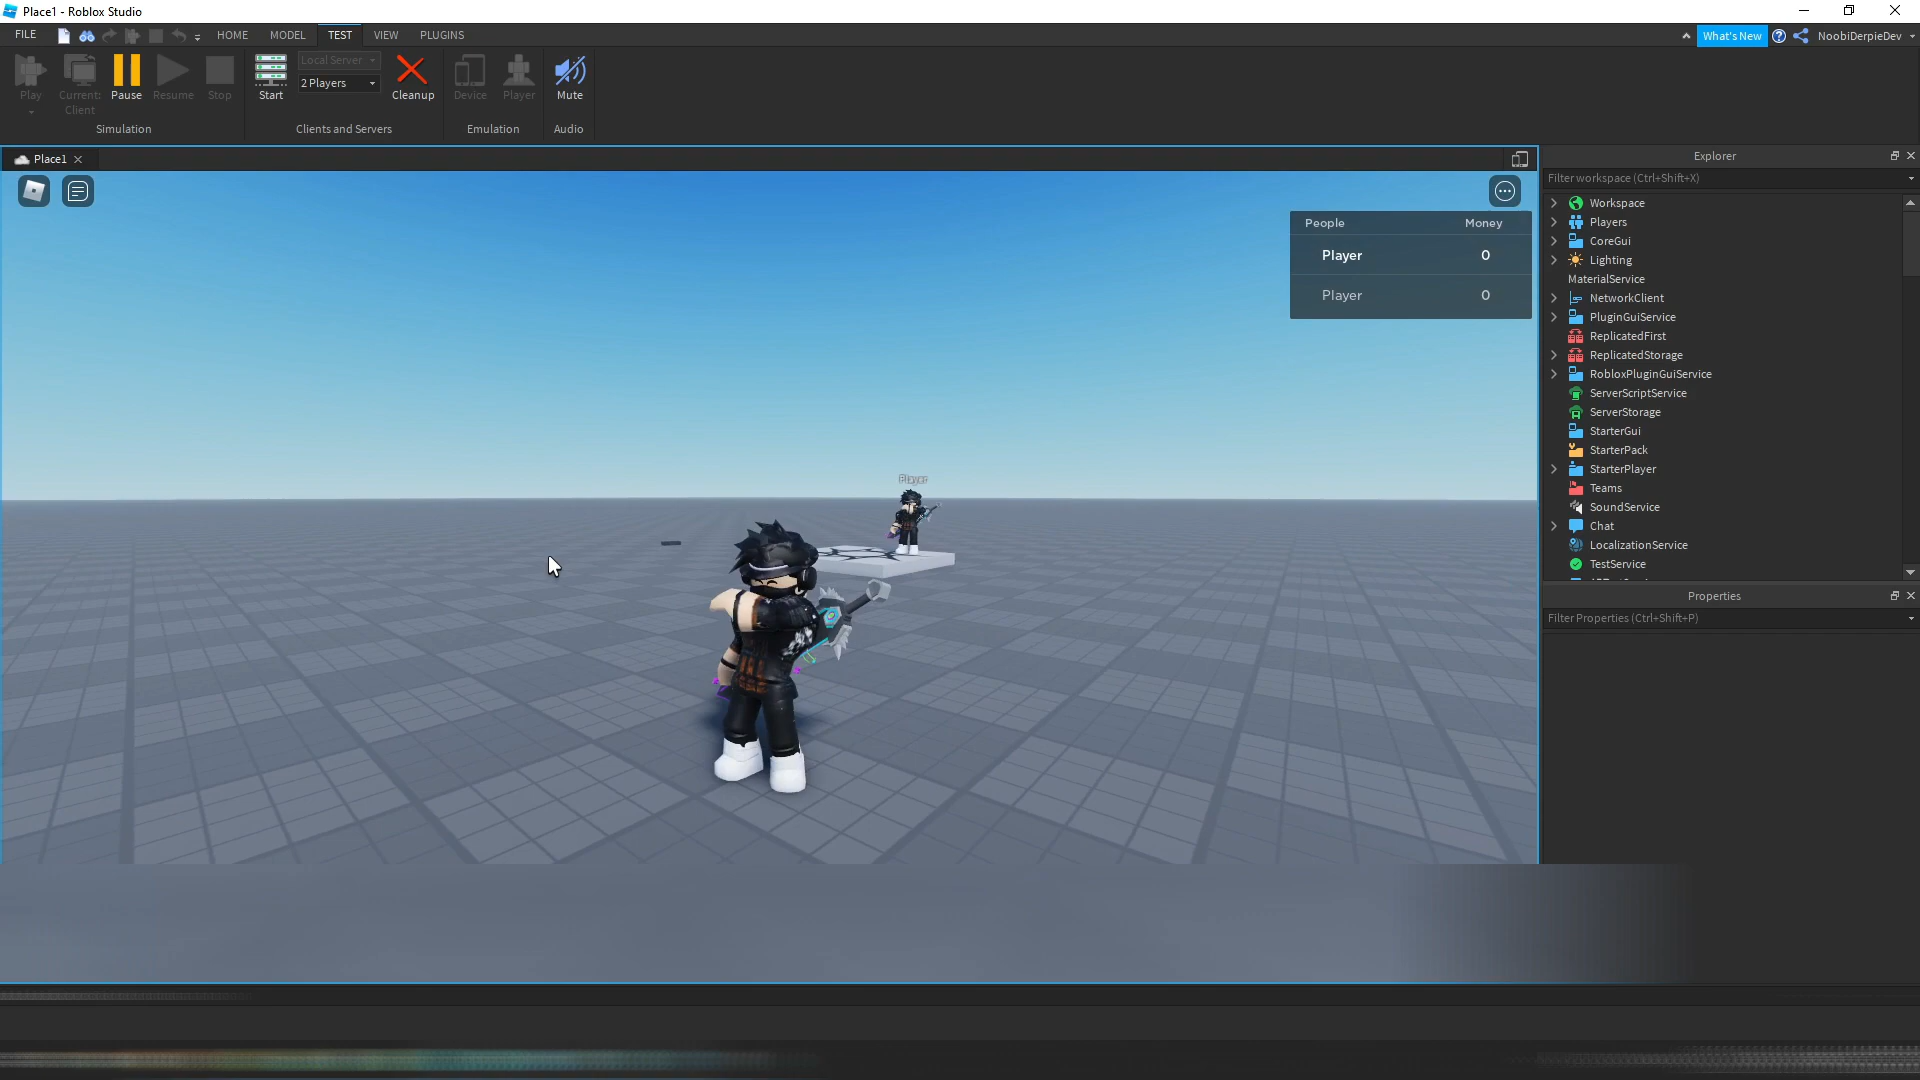 Place1 - Roblox Studio
FILE HOME MODEL TEST VIEW PLUGINS What's New NoobiDerpieDev
Play Current: Client Pause Resume Stop Start Local Server 2 Players Cleanup Device Player Mute
Simulation Clients and Servers Emulation Audio
Place1
People Money
Player 0
Player 0
Player
Explorer
Filter workspace (Ctrl+Shift+X)
Workspace
Players
CoreGui
Lighting
MaterialService
NetworkClient
PluginGuiService
ReplicatedFirst
ReplicatedStorage
RobloxPluginGuiService
ServerScriptService
ServerStorage
StarterGui
StarterPack
StarterPlayer
Teams
SoundService
Chat
LocalizationService
TestService
Properties
Filter Properties (Ctrl+Shift+P)